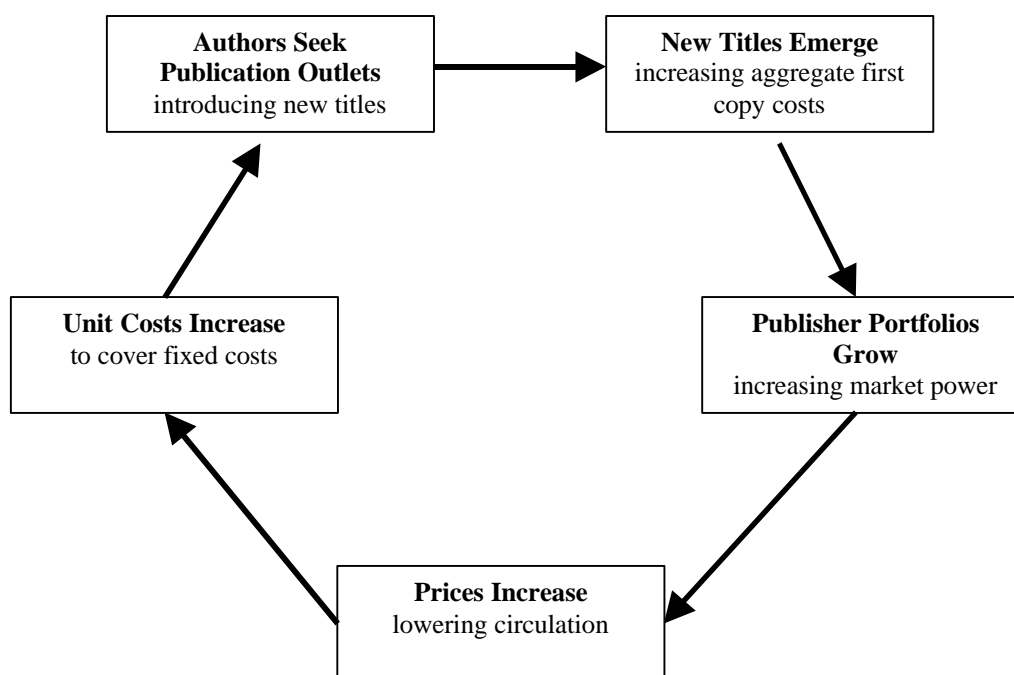 Authors Seek
Publication Outlets
introducing new titles
New Titles Emerge
increasing aggregate first
copy costs
Publisher Portfolios
Grow
increasing market power
Prices Increase
lowering circulation
Unit Costs Increase
to cover fixed costs